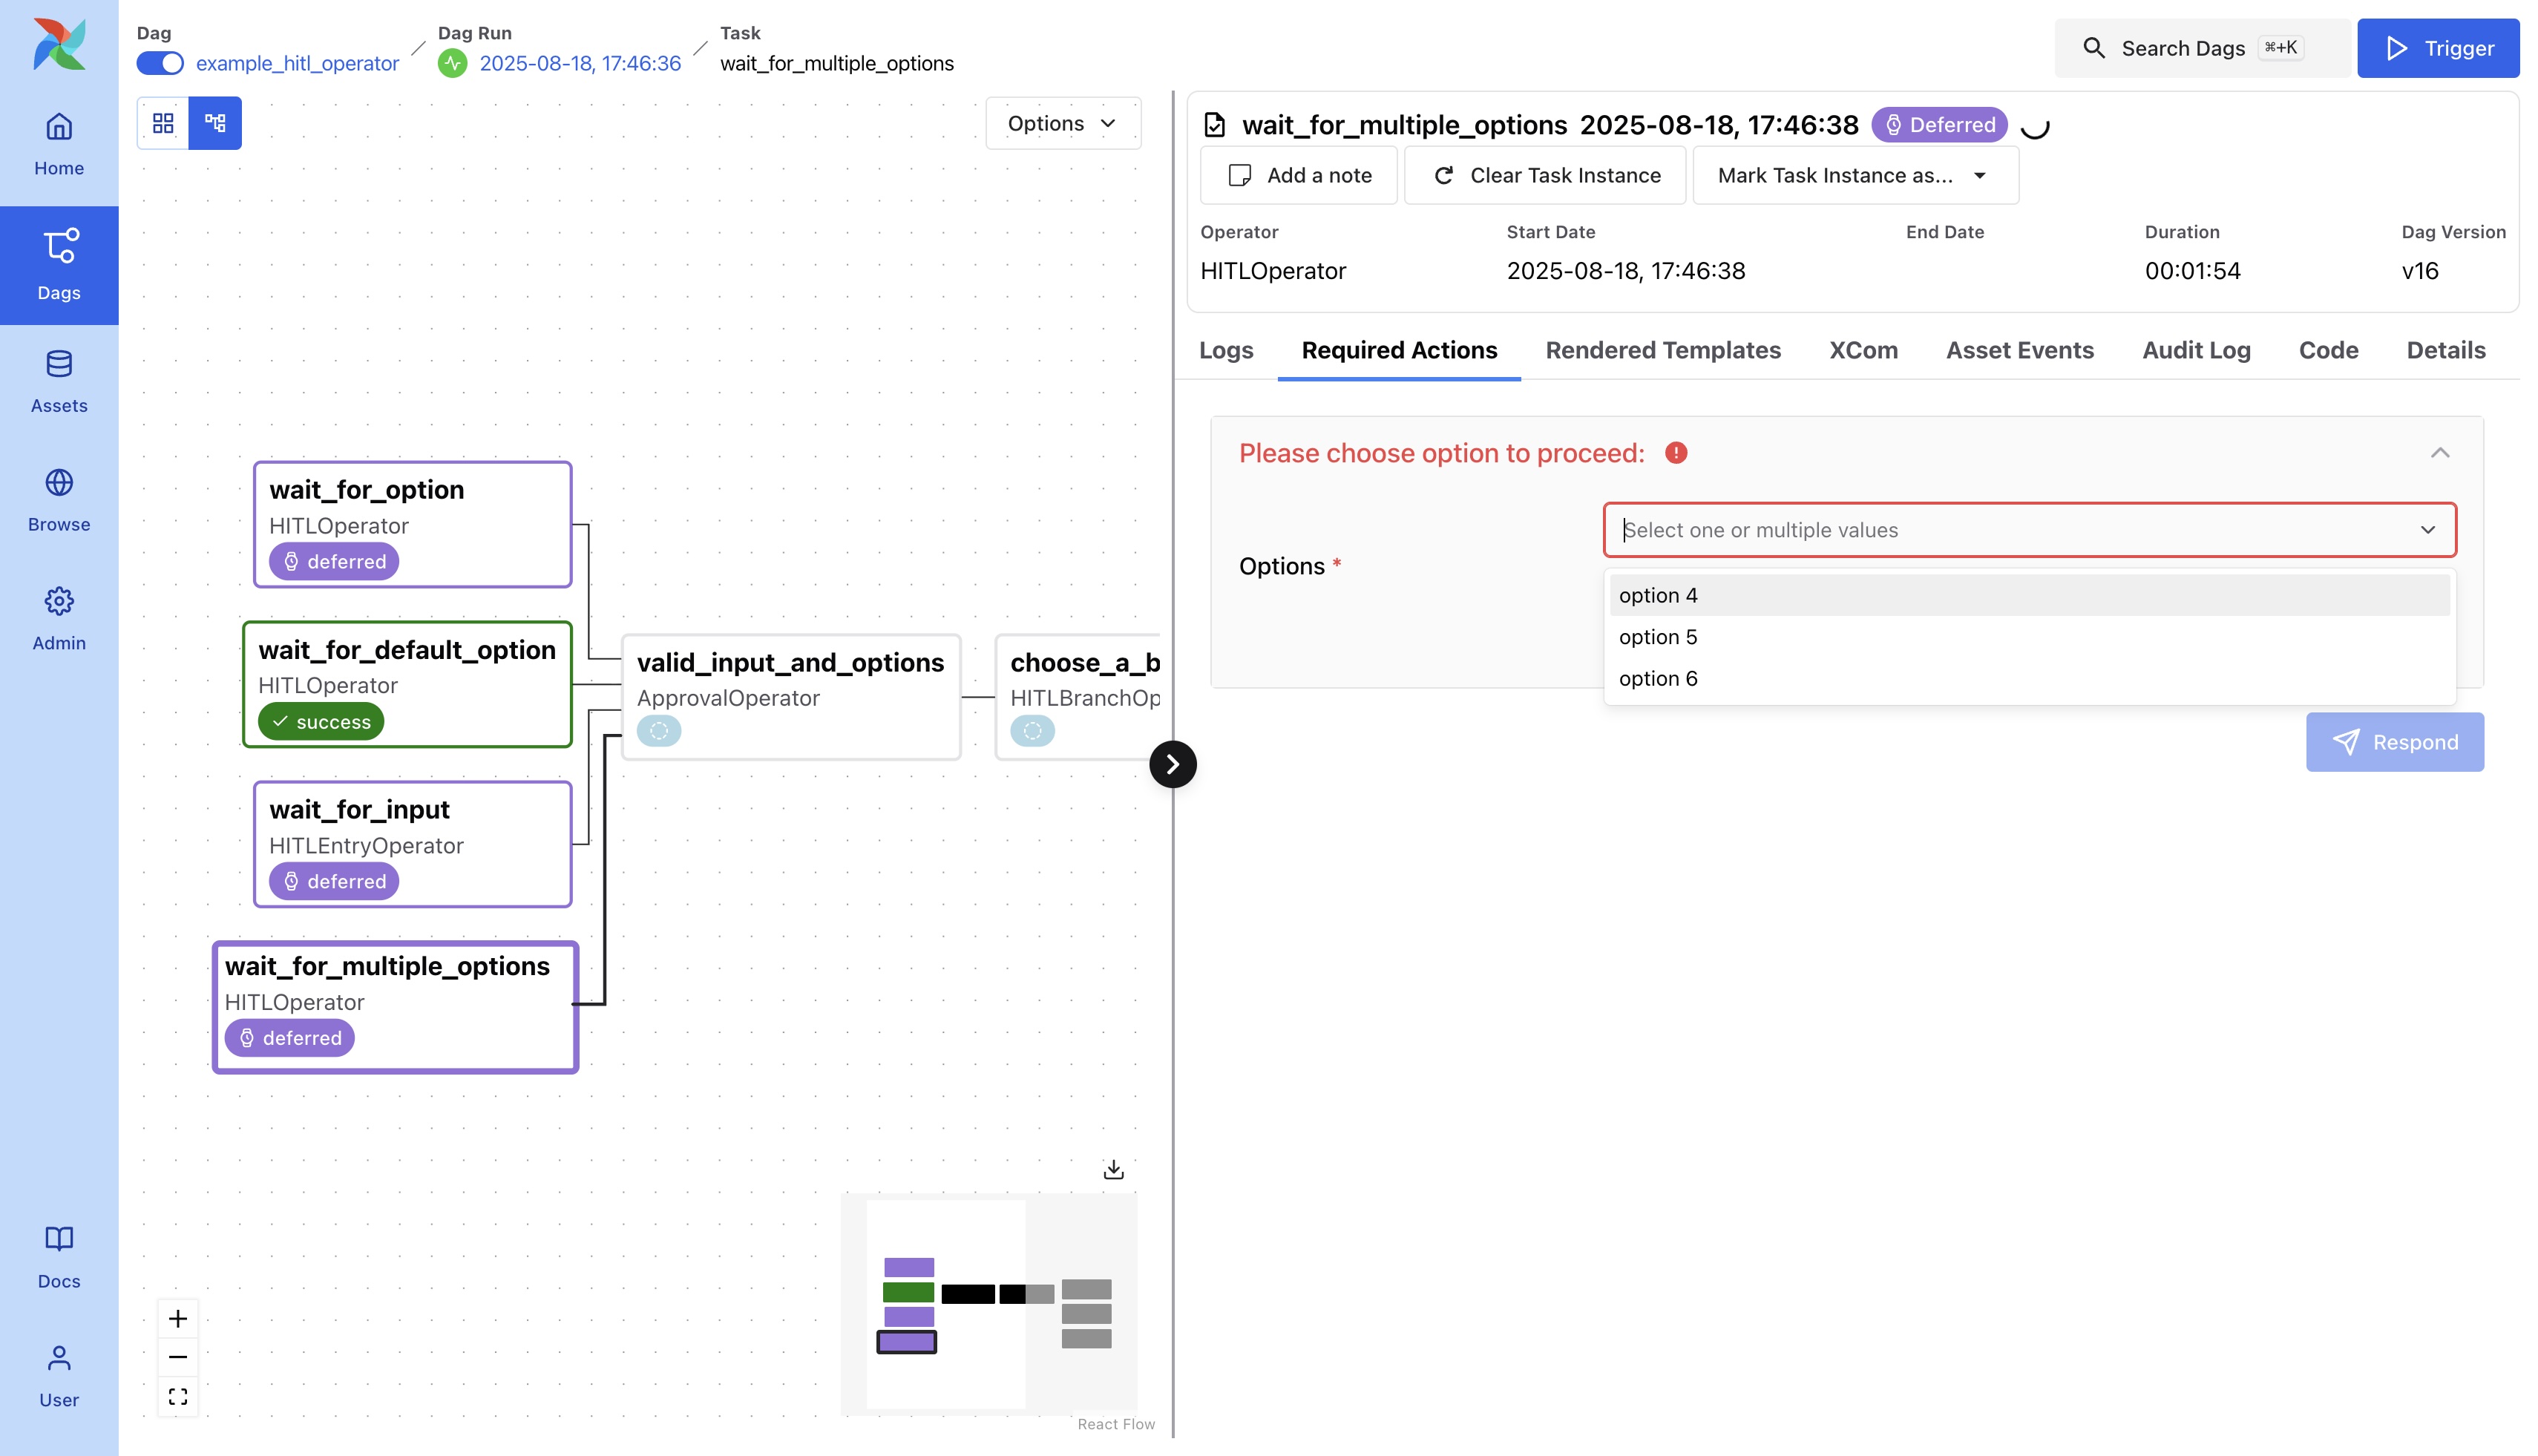 Dag
example_hitl_operator
Dag Run
2025-08-18, 17:46:36
Task
wait_for_multiple_options
Search Dags ⌘+K
Trigger
Home
Dags
Assets
Browse
Admin
Docs
User
Options
wait_for_option
HITLOperator
deferred
wait_for_default_option
HITLOperator
success
wait_for_input
HITLEntryOperator
deferred
wait_for_multiple_options
HITLOperator
deferred
valid_input_and_options
ApprovalOperator
choose_a_b
HITLBranchOp
React Flow
wait_for_multiple_options 2025-08-18, 17:46:38 Deferred
Add a note
Clear Task Instance
Mark Task Instance as...
Operator Start Date End Date Duration Dag Version
HITLOperator 2025-08-18, 17:46:38 00:01:54 v16
Logs Required Actions Rendered Templates XCom Asset Events Audit Log Code Details
Please choose option to proceed:
Options *
Select one or multiple values
option 4
option 5
option 6
Respond